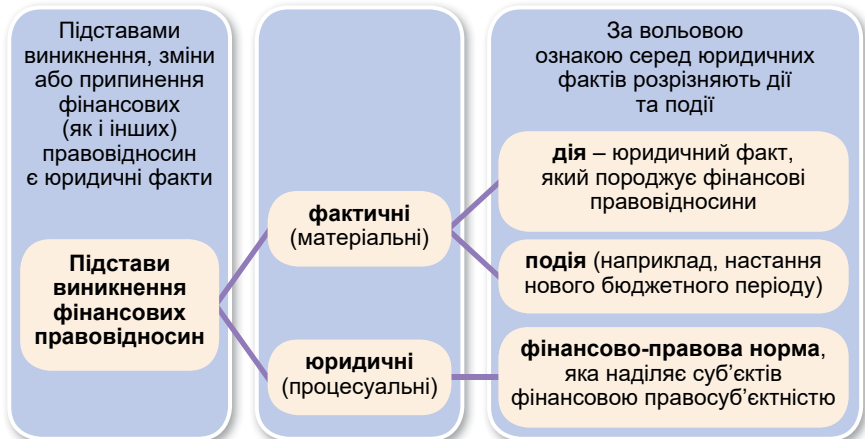 Підставами
виникнення, зміни
або припинення
фінансових
(як і інших)
правовідносин
є юридичні факти
Підстави
виникнення
фінансових
правовідносин
фактичні
(матеріальні)
юридичні
(процесуальні)
За вольовою
ознакою серед юридичних
фактів розрізняють дії
та події
дія – юридичний факт,
який породжує фінансові
правовідносини
подія (наприклад, настання
нового бюджетного періоду)
фінансово-правова норма,
яка наділяє суб’єктів
фінансовою правосуб’єктністю